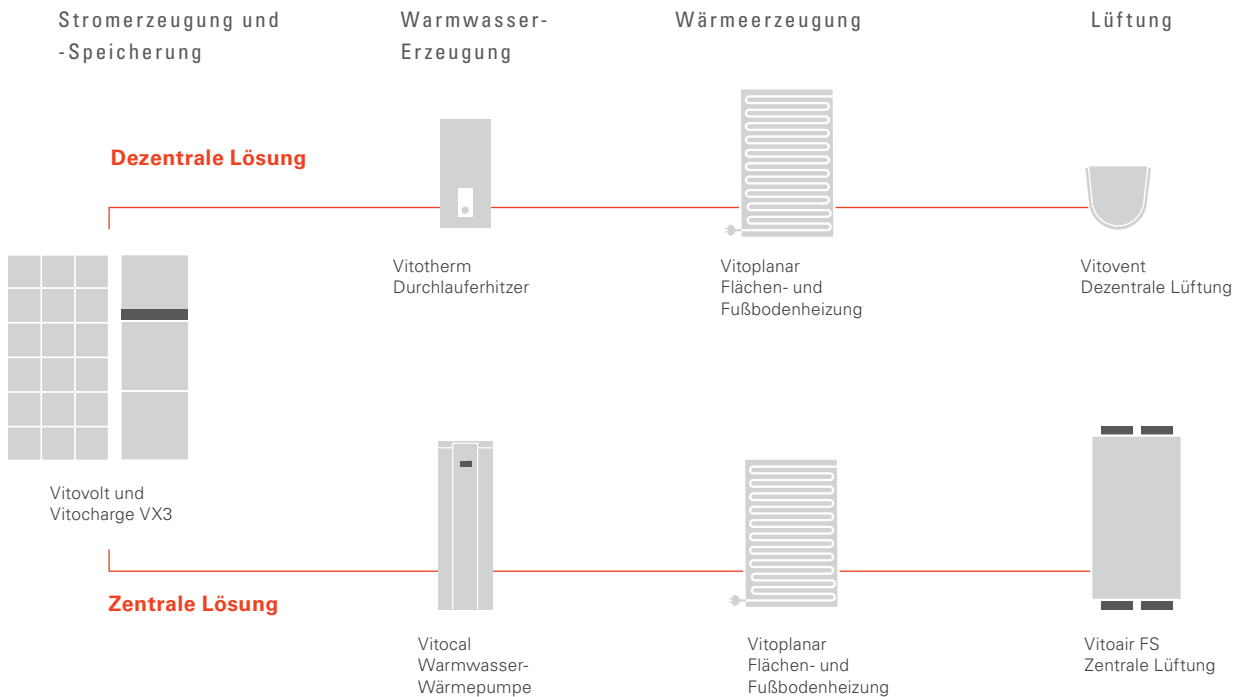 Stromerzeugung und
-Speicherung
Warmwasser-
Erzeugung
Wärmeerzeugung
Lüftung
Dezentrale Lösung
Vitotherm
Durchlauferhitzer
Vitoplanar
Flächen- und
Fußbodenheizung
Vitovent
Dezentrale Lüftung
Vitovolt und
Vitocharge VX3
Zentrale Lösung
Vitocal
Warmwasser-
Wärmepumpe
Vitoplanar
Flächen- und
Fußbodenheizung
Vitoair FS
Zentrale Lüftung